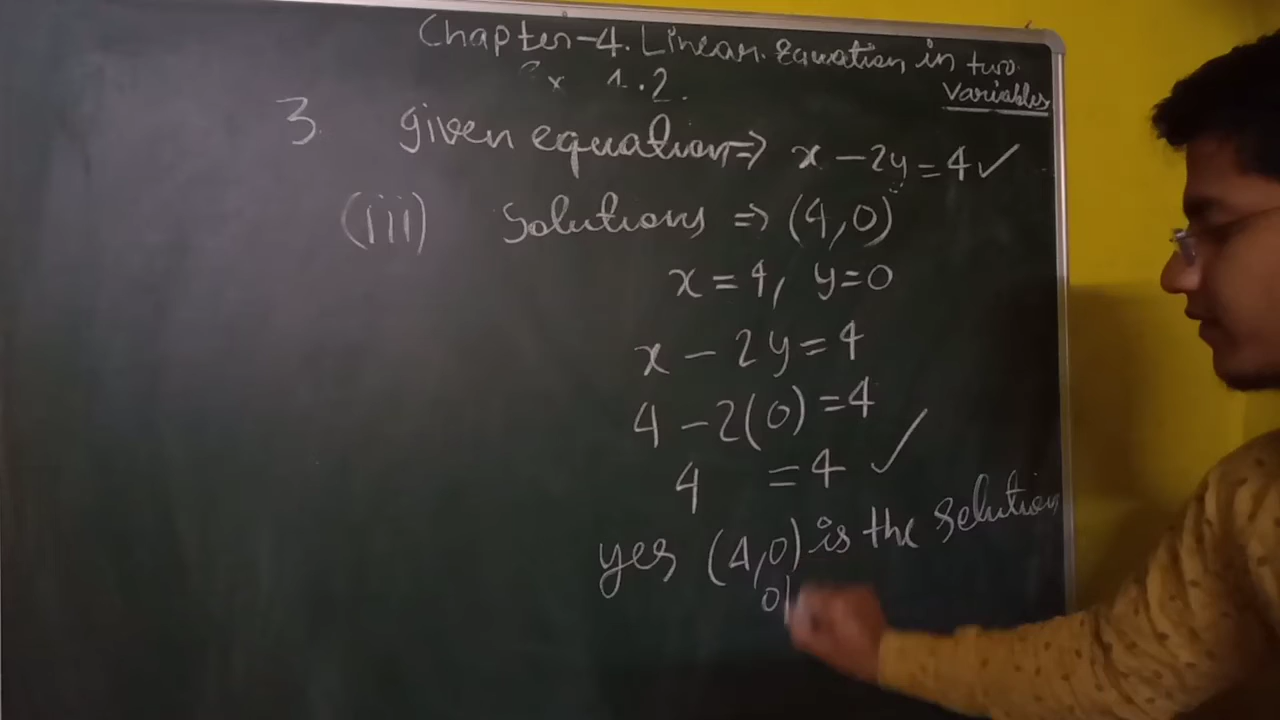 Chapter-4. Linear Equation in two
Variables
Ex 4.2.
3 given equation ⇒ x - 2y = 4 ✓
(iii) Solutions ⇒ (4,0)
x = 4, y = 0
x - 2y = 4
4 - 2(0) = 4
4 = 4 ✓
yes (4,0) is the Solution